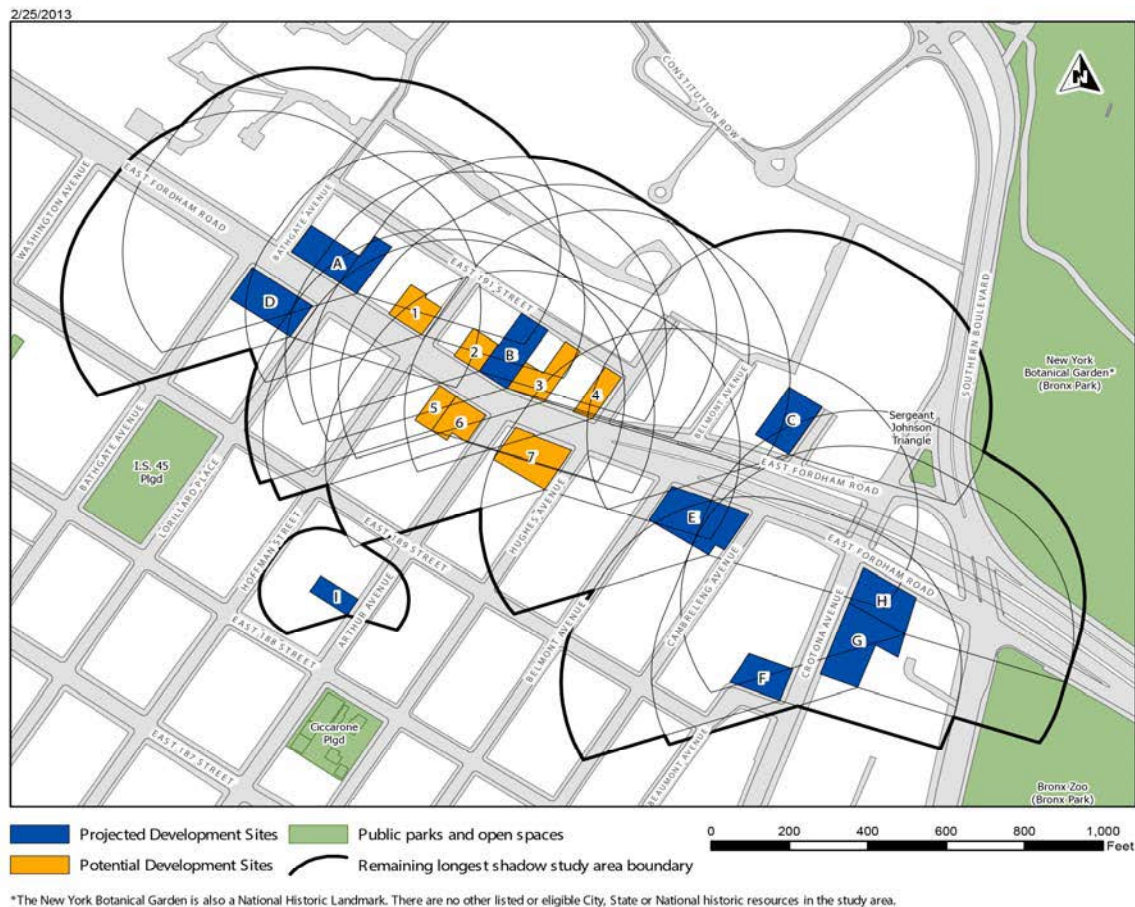 2/25/2013
CONSTITUTION ROW
N
WASHINGTON AVENUE
EAST FORDHAM ROAD
BATHGATE AVENUE
SOUTHERN BOULEVARD
A
EAST 191 STREET
D
1
New York
Botanical Garden*
(Bronx Park)
2
B
3
4
BELMONT AVENUE
C
Sergeant
Johnson
Triangle
5
6
7
EAST FORDHAM ROAD
BATHGATE AVENUE
I.S. 45
Plgd
LORILLARD PLACE
HOFFMAN STREET
EAST 189 STREET
HUGHES AVENUE
E
EAST FORDHAM ROAD
CAMBRELENG AVENUE
I
ARTHUR AVENUE
EAST 188 STREET
BELMONT AVENUE
H
G
CROTONA AVENUE
F
Ciccarone
Plgd
EAST 187 STREET
BEAUMONT AVENUE
Bronx Zoo
(Bronx Park)
Projected Development Sites
Public parks and open spaces
Potential Development Sites
Remaining longest shadow study area boundary
0 200 400 600 800 1,000
Feet
*The New York Botanical Garden is also a National Historic Landmark. There are no other listed or eligible City, State or National historic resources in the study area.